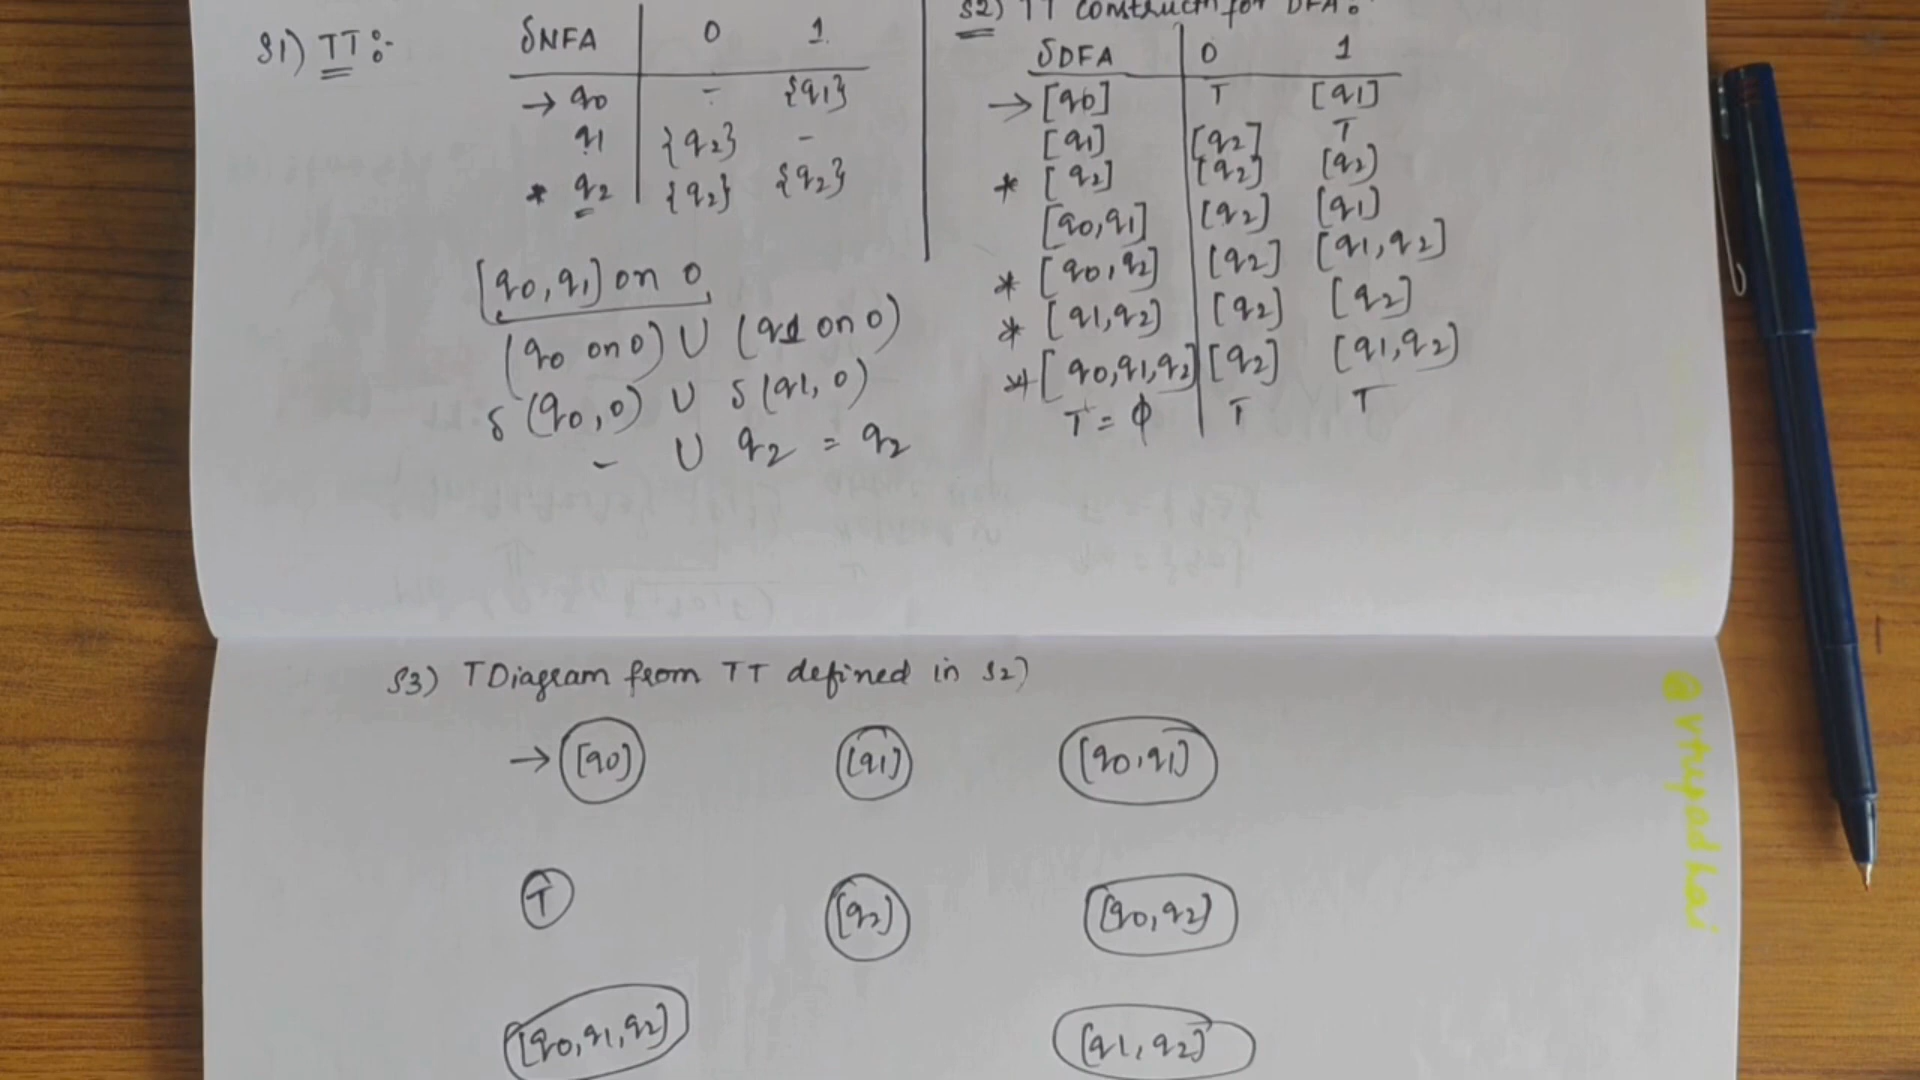 S1) TT :-
δNFA 0 1
→ q0 - {q1}
q1 {q2} -
* q2 {q2} {q2}
[q0,q1] on 0
(q0 on 0) U (q1 on 0)
δ (q0,0) U δ (q1, 0)
- U q2 = q2
S2) TT constructn for DFA:
δDFA 0 1
→ [q0] T [q1]
[q1] [q2] T
* [q2] [q2] [q2]
[q0,q1] [q2] [q1]
* [q0,q2] [q2] [q1,q2]
* [q1,q2] [q2] [q2]
* [q0,q1,q2] [q2] [q1,q2]
T = ϕ T T
S3) TDiagram from TT defined in S2)
→ [q0] [q1] [q0,q1]
T [q2] [q0,q2]
[q0,q1,q2] [q1,q2]